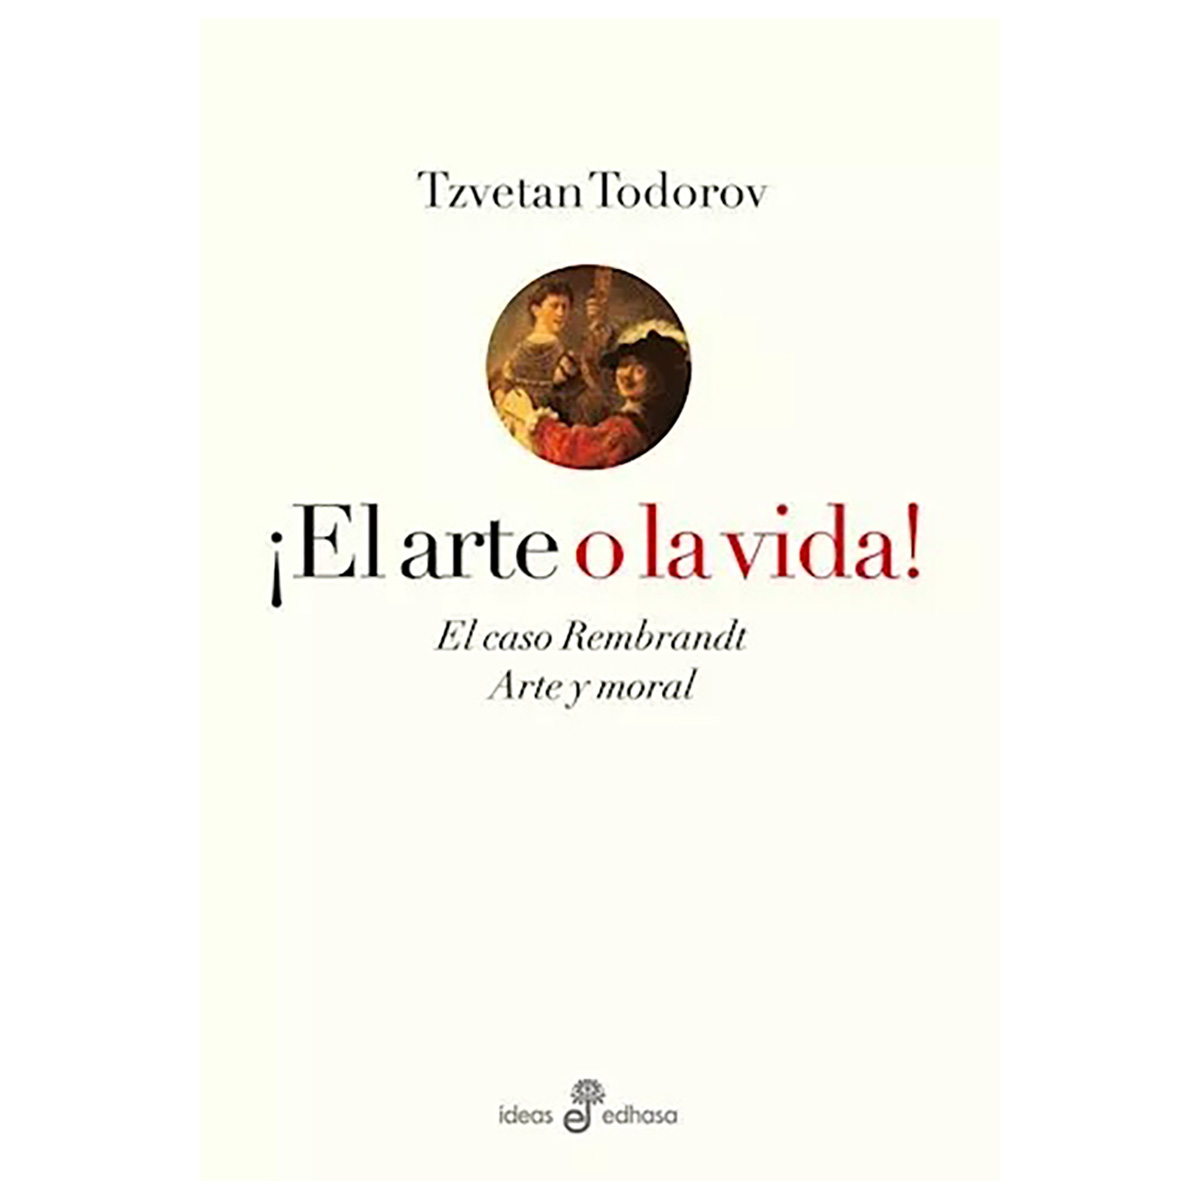 Tzvetan Todorov
¡El arte o la vida!
El caso Rembrandt
Arte y moral
ideas edhasa